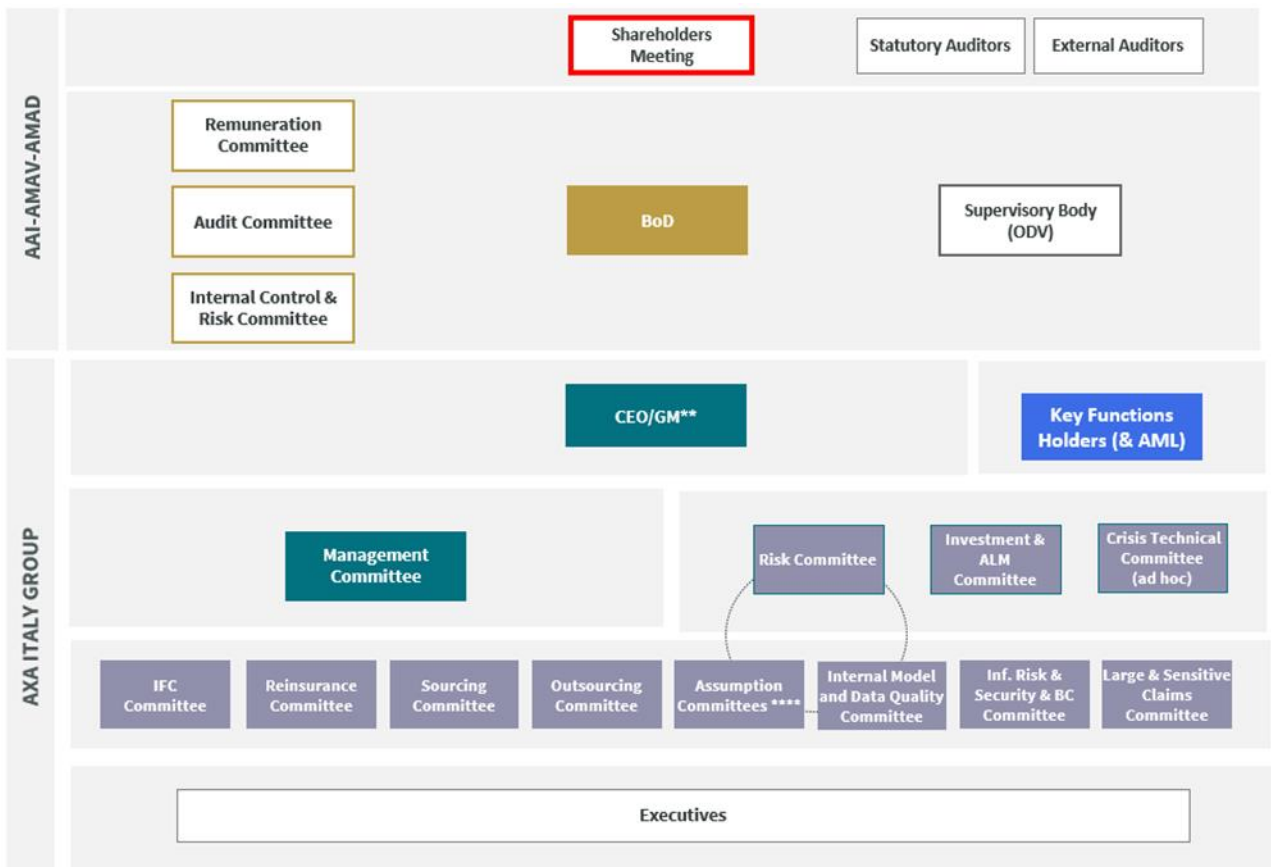 AAI-AMAV-AMAD
Shareholders
Meeting
Statutory Auditors
External Auditors
Remuneration
Committee
Audit Committee
BoD
Supervisory Body
(ODV)
Internal Control &
Risk Committee
AXA ITALY GROUP
CEO/GM**
Key Functions
Holders (& AML)
Management
Committee
Risk Committee
Investment &
ALM
Committee
Crisis Technical
Committee
(ad hoc)
IFC
Committee
Reinsurance
Committee
Sourcing
Committee
Outsourcing
Committee
Assumption
Committees ****
Internal Model
and Data Quality
Committee
Inf. Risk &
Security & BC
Committee
Large & Sensitive
Claims
Committee
Executives